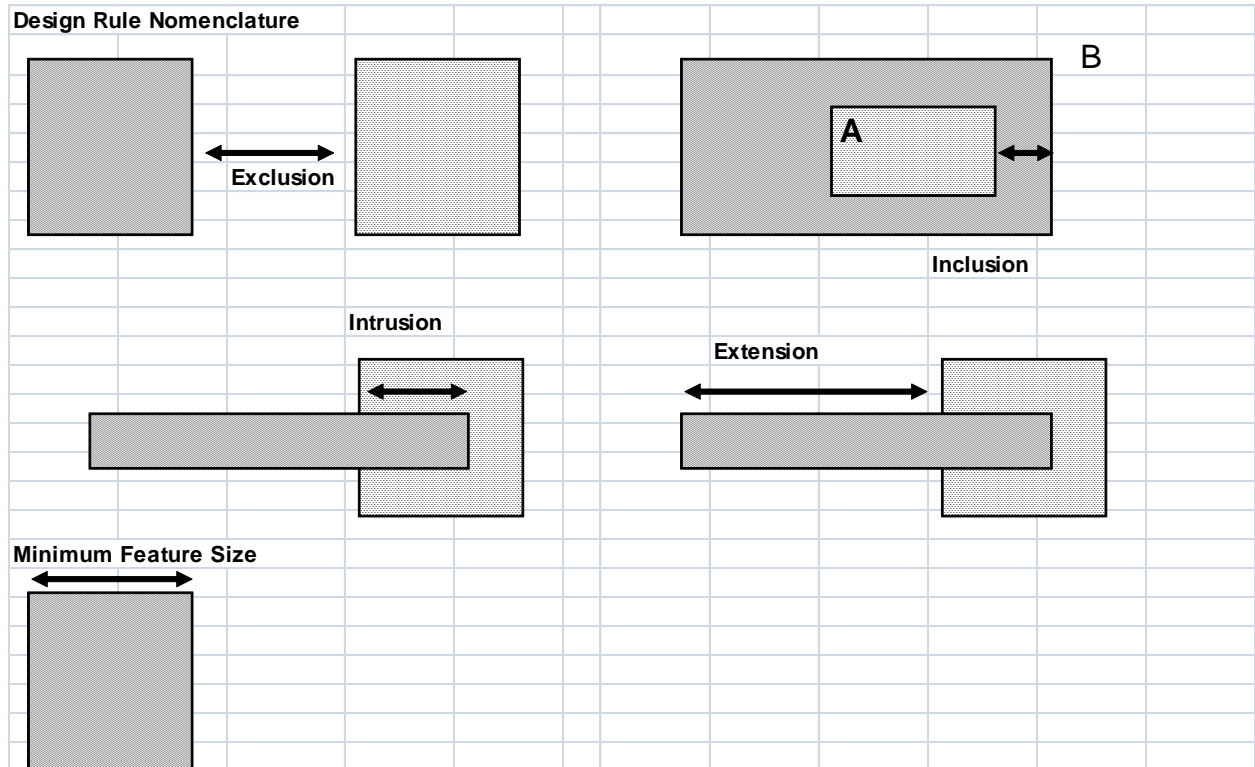 Design Rule Nomenclature
B
A
Exclusion
Inclusion
Intrusion
Extension
Minimum Feature Size